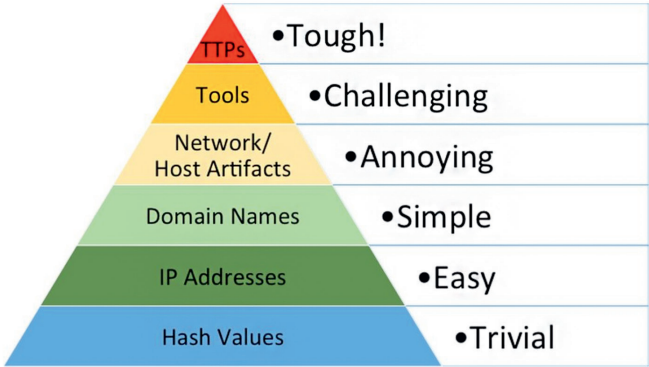 TTPs •Tough!
Tools •Challenging
Network/
Host Artifacts •Annoying
Domain Names •Simple
IP Addresses •Easy
Hash Values •Trivial